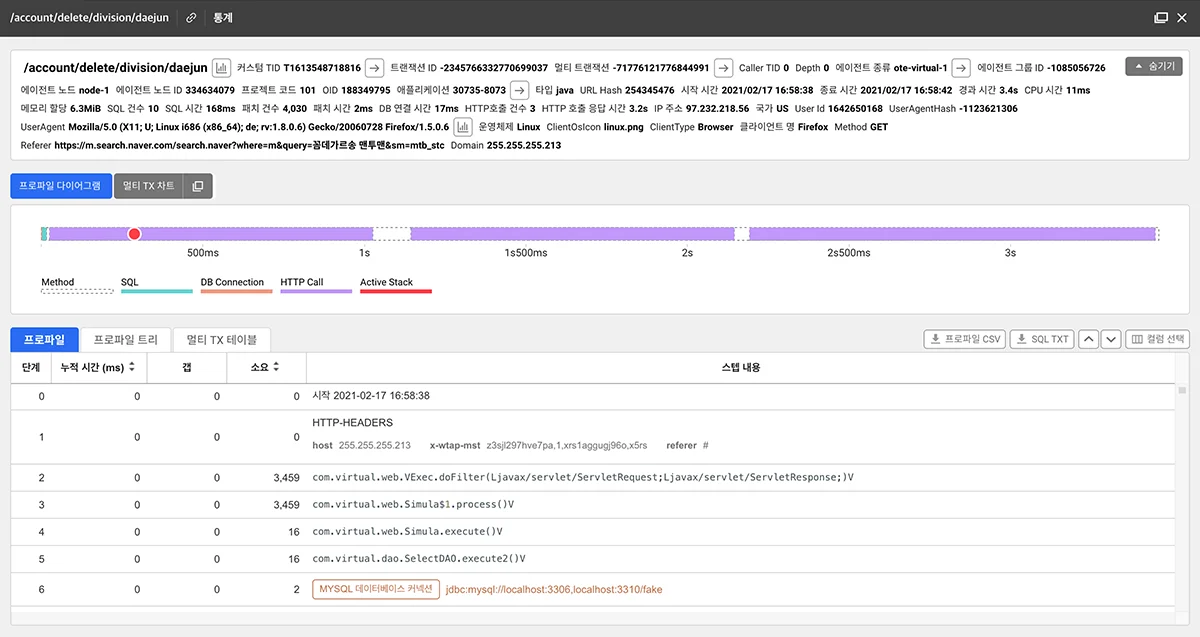 /account/delete/division/daejun 통계
/account/delete/division/daejun 커스텀 TID T1613548718816 트랜잭션 ID -2345766332770699037 멀티 트랜잭션 -71776121776844991 Caller TID 0 Depth 0 에이전트 종류 ote-virtual-1 에이전트 그룹 ID -1085056726 숨기기
에이전트 노드 node-1 에이전트 노드 ID 334634079 프로젝트 코드 101 OID 188349795 애플리케이션 30735-8073 타입 java URL Hash 254345476 시작 시간 2021/02/17 16:58:38 종료 시간 2021/02/17 16:58:42 경과 시간 3.4s CPU 시간 11ms
메모리 할당 6.3MiB SQL 건수 10 SQL 시간 168ms 패치 건수 4,030 패치 시간 2ms DB 연결 시간 17ms HTTP호출 건수 3 HTTP 호출 응답 시간 3.2s IP 주소 97.232.218.56 국가 US User Id 1642650168 UserAgentHash -1123621306
UserAgent Mozilla/5.0 (X11; U; Linux i686 (x86_64); de; rv:1.8.0.6) Gecko/20060728 Firefox/1.5.0.6 운영체제 Linux ClientOsIcon linux.png ClientType Browser 클라이언트 명 Firefox Method GET
Referer https://m.search.naver.com/search.naver?where=m&query=꼼데가르송 맨투맨&sm=mtb_stc Domain 255.255.255.213
프로파일 다이어그램 멀티 TX 차트
500ms 1s 1s500ms 2s 2s500ms 3s
Method SQL DB Connection HTTP Call Active Stack
프로파일 프로파일 트리 멀티 TX 테이블 프로파일 CSV SQL TXT 컬럼 선택
단계 누적 시간 (ms) 갭 소요 스텝 내용
0 0 0 0 시작 2021-02-17 16:58:38
HTTP-HEADERS
1 0 0 0 host 255.255.255.213 x-wtap-mst z3sjl297hve7pa,1,xrs1aggugj96o,x5rs referer #
2 0 0 3,459 com.virtual.web.VExec.doFilter(Ljavax/servlet/ServletRequest;Ljavax/servlet/ServletResponse;)V
3 0 0 3,459 com.virtual.web.Simula$1.process()V
4 0 0 16 com.virtual.web.Simula.execute()V
5 0 0 16 com.virtual.dao.SelectDAO.execute2()V
6 0 0 2 MYSQL 데이터베이스 커넥션 jdbc:mysql://localhost:3306,localhost:3310/fake